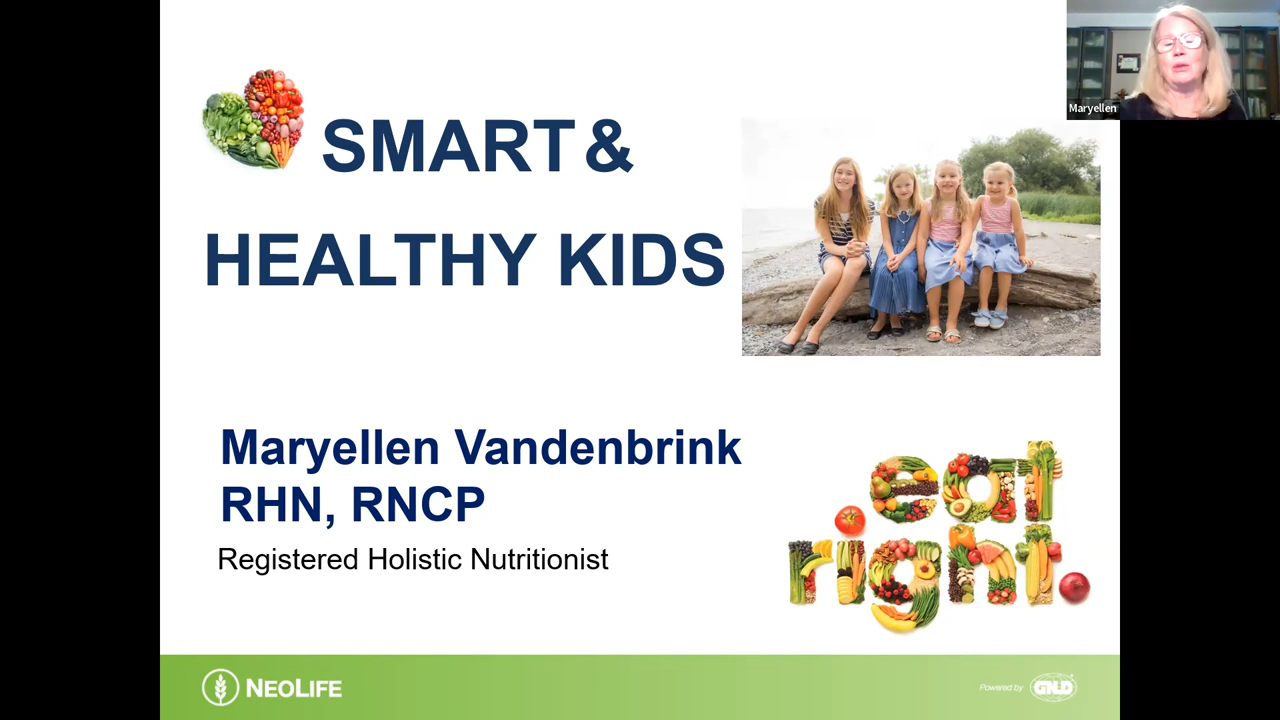 Maryellen
SMART &
HEALTHY KIDS
Maryellen Vandenbrink
RHN, RNCP
Registered Holistic Nutritionist
eat
right.
NEOLIFE
Powered by GNLD